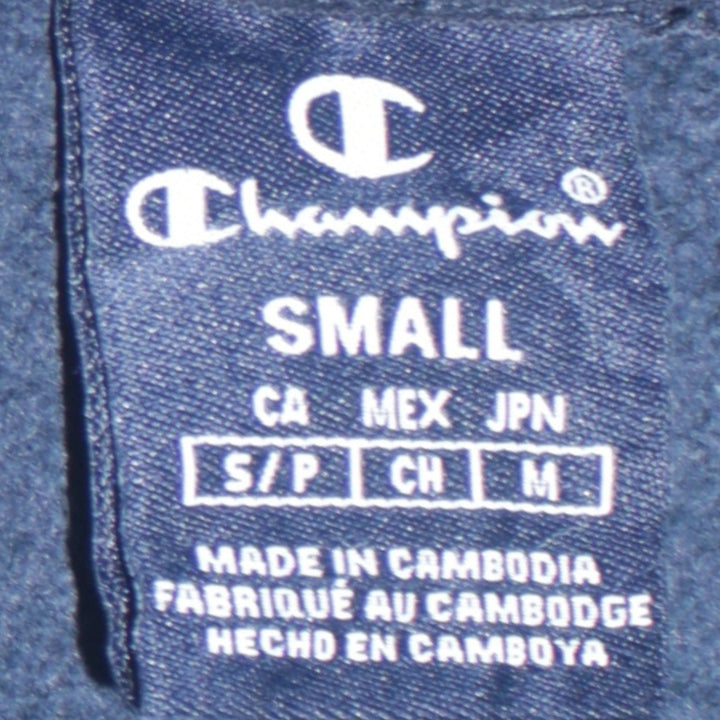 C
Champion®
SMALL
CA MEX JPN
S/P CH M
MADE IN CAMBODIA
FABRIQUÉ AU CAMBODGE
HECHO EN CAMBOYA